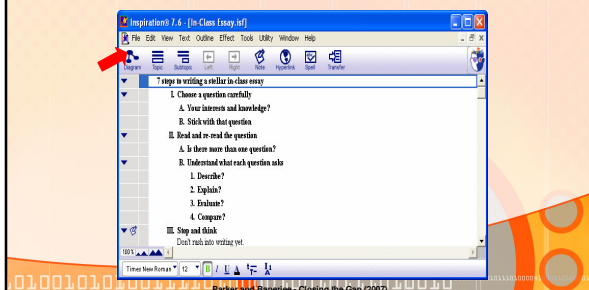 Inspiration® 7.6 - [In-Class Essay.isf]
File Edit View Text Outline Effect Tools Utility Window Help
Diagram Topic Subtopic Left Right Note Hyperlink Spell Transfer
7 steps to writing a stellar in-class essay
I. Choose a question carefully
A. Your interests and knowledge?
B. Stick with that question
II. Read and re-read the question
A. Is there more than one question?
B. Understand what each question asks
1. Describe?
2. Explain?
3. Evaluate?
4. Compare?
III. Stop and think
Don't rush into writing yet.
100%
Times New Roman 12 B I U A
Parker and Banerjee - Closing the Gap (2007)